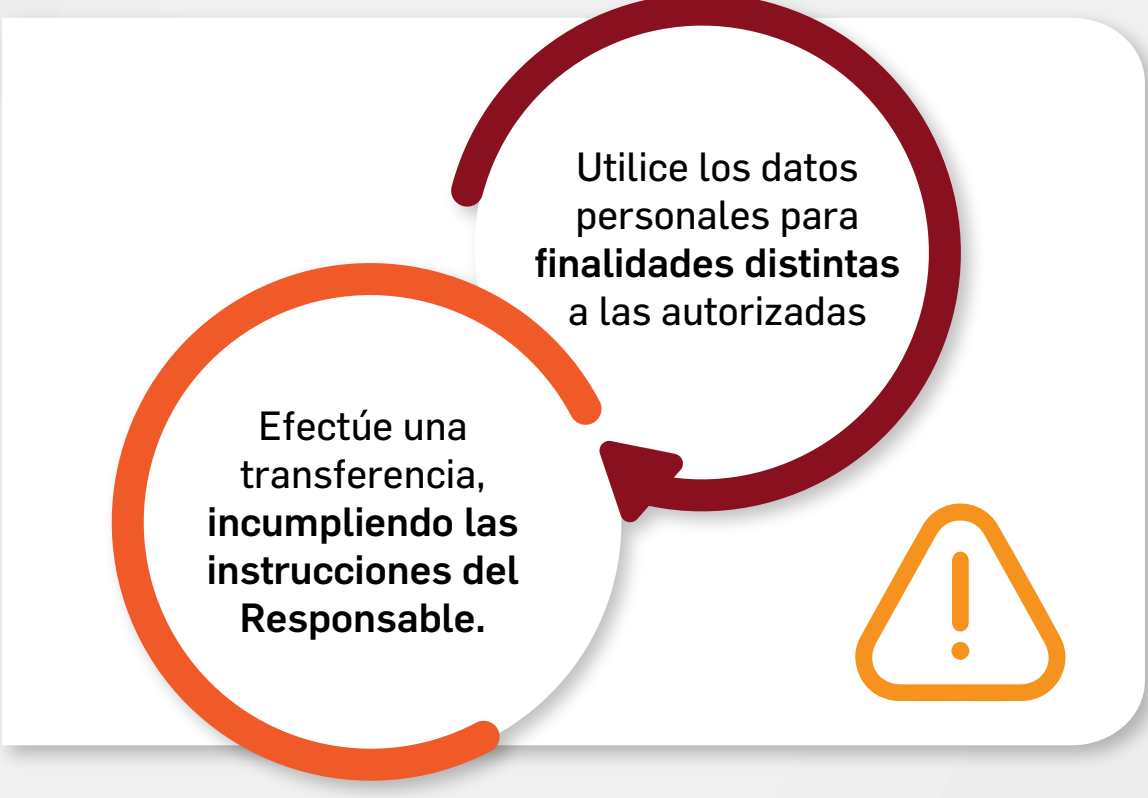 Utilice los datos
personales para
finalidades distintas
a las autorizadas
Efectúe una
transferencia,
incumpliendo las
instrucciones del
Responsable.